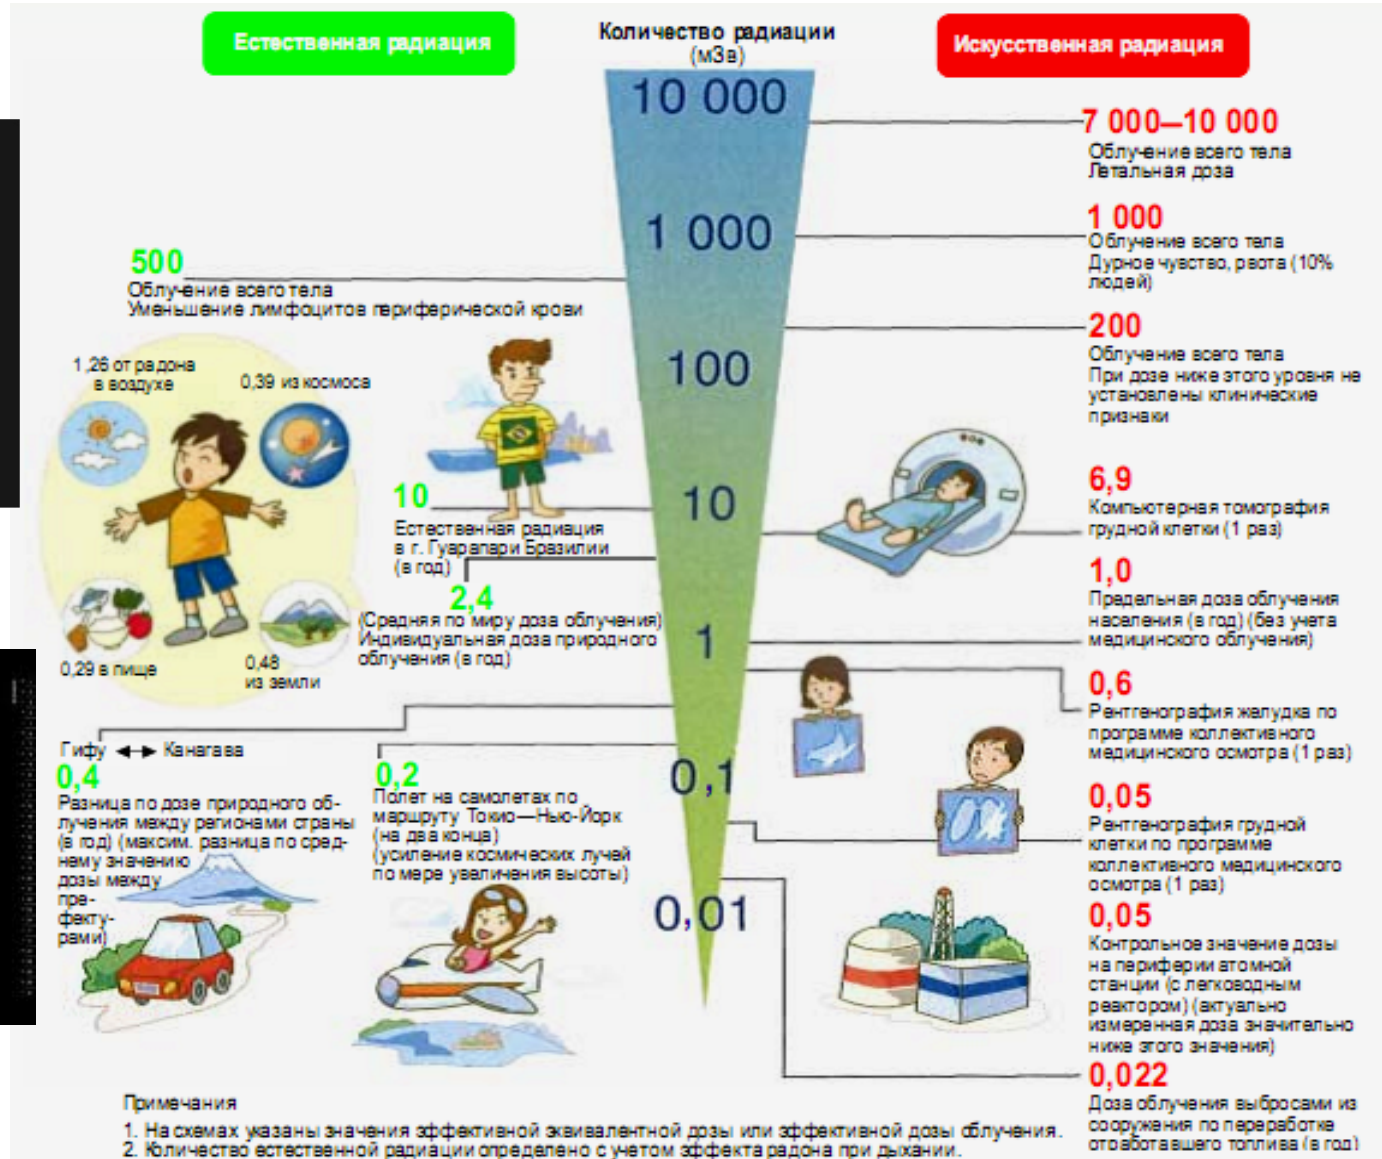 Естественная радиация
Количество радиации
(мЗв)
Искусственная радиация
10 000
1 000
100
10
1
0,1
0,01
500
Облучение всего тела
Уменьшение лимфоцитов периферической крови
1,26 от радона
в воздухе
0,39 из космоса
0,29 в пище
0,48
из земли
10
Естественная радиация
в г. Гуарапари Бразилии
(в год)
2,4
(Средняя по миру доза облучения)
Индивидуальная доза природного
облучения (в год)
Гифу
Канагава
0,4
Разница по дозе природного об-
лучения между регионами страны
(в год) (максим. разница по сред-
нему значению
дозы между
пре-
фекту-
рами)
0,2
Полет на самолетах по
маршруту Токио—Нью-Йорк
(на два конца)
(усиление космических лучей
по мере увеличения высоты)
7 000—10 000
Облучение всего тела
Летальная доза
1 000
Облучение всего тела
Дурное чувство, рвота (10%
людей)
200
Облучение всего тела
При дозе ниже этого уровня не
установлены клинические
признаки
6,9
Компьютерная томография
грудной клетки (1 раз)
1,0
Предельная доза облучения
населения (в год) (без учета
медицинского облучения)
0,6
Рентгенография желудка по
программе коллективного
медицинского осмотра (1 раз)
0,05
Рентгенография грудной
клетки по программе
коллективного медицинского
осмотра (1 раз)
0,05
Контрольное значение дозы
на периферии атомной
станции (с легководным
реактором) (актуально
измеренная доза значительно
ниже этого значения)
0,022
Доза облучения выбросами из
сооружения по переработке
отработавшего топлива (в год)
Примечания
1. На схемах указаны значения эффективной эквивалентной дозы или эффективной дозы облучения.
2. Количество естественной радиации определено с учетом эффекта радона при дыхании.